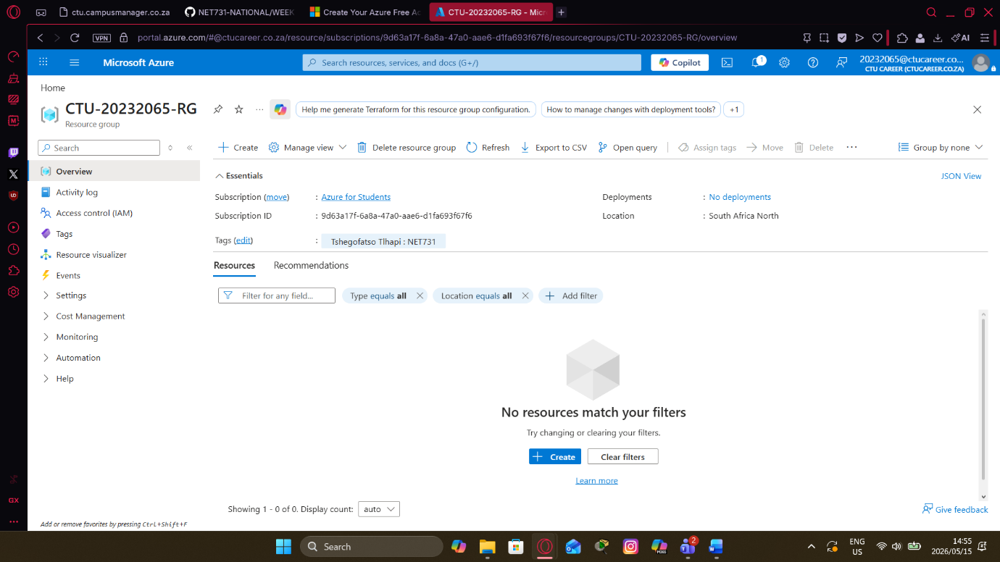 ctu.campusmanager.co.za
NET731-NATIONAL/WEEK
Create Your Azure Free Ac
CTU-20232065-RG - Micr
VPN
portal.azure.com/#@ctucareer.co.za/resource/subscriptions/9d63a17f-6a8a-47a0-aae6-d1fa693f67f6/resourcegroups/CTU-20232065-RG/overview
AI
Microsoft Azure
Search resources, services, and docs (G+/)
Copilot
1
20232065@ctucareer.co....
CTU CAREER (CTUCAREER.CO.ZA)
Home
CTU-20232065-RG
Resource group
Help me generate Terraform for this resource group configuration.
How to manage changes with deployment tools?
+1
Search
Create
Manage view
Delete resource group
Refresh
Export to CSV
Open query
Assign tags
Move
Delete
Group by none
Overview
Activity log
Access control (IAM)
Tags
Resource visualizer
Events
Settings
Cost Management
Monitoring
Automation
Help
Add or remove favorites by pressing Ctrl+Shift+F
Essentials
JSON View
Subscription (move) : Azure for Students
Deployments : No deployments
Subscription ID : 9d63a17f-6a8a-47a0-aae6-d1fa693f67f6
Location : South Africa North
Tags (edit) : Tshegofatso Tlhapi : NET731
Resources
Recommendations
Filter for any field...
Type equals all
Location equals all
Add filter
No resources match your filters
Try changing or clearing your filters.
Create
Clear filters
Learn more
Showing 1 - 0 of 0. Display count: auto
Give feedback
GX
Search
M365
2
ENG
US
14:55
2026/05/15